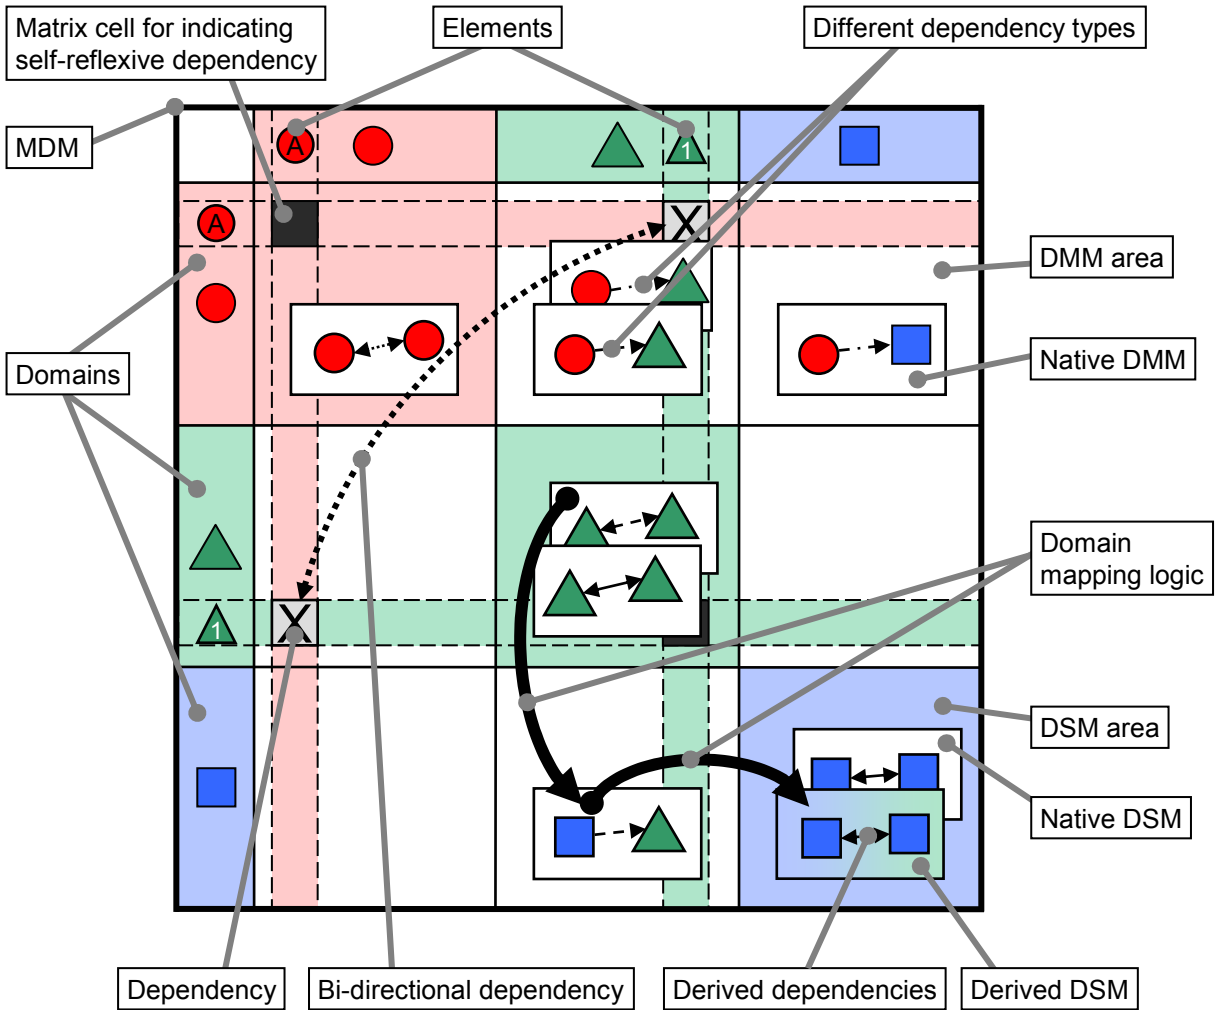 Matrix cell for indicating
self-reflexive dependency
Elements
Different dependency types
MDM
A
1
A
X
DMM area
Native DMM
Domains
Domain
mapping logic
1
X
DSM area
Native DSM
Dependency
Bi-directional dependency
Derived dependencies
Derived DSM